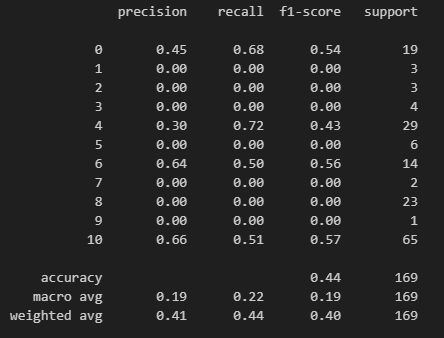 precision recall f1-score support
0 0.45 0.68 0.54 19
1 0.00 0.00 0.00 3
2 0.00 0.00 0.00 3
3 0.00 0.00 0.00 4
4 0.30 0.72 0.43 29
5 0.00 0.00 0.00 6
6 0.64 0.50 0.56 14
7 0.00 0.00 0.00 2
8 0.00 0.00 0.00 23
9 0.00 0.00 0.00 1
10 0.66 0.51 0.57 65
accuracy 0.44 169
macro avg 0.19 0.22 0.19 169
weighted avg 0.41 0.44 0.40 169